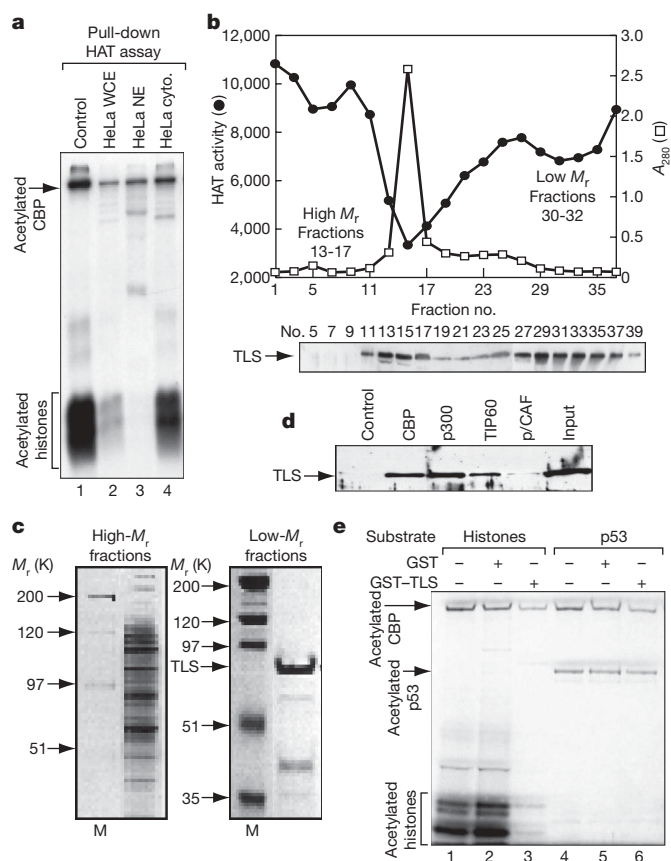 a
Pull-down
HAT assay
Control
HeLa WCE
HeLa NE
HeLa cyto.
Acetylated
CBP
Acetylated
histones
1 2 3 4
b
HAT activity (●)
12,000
10,000
8,000
6,000
4,000
2,000
3.0
2.5
2.0
1.5
1.0
0.5
0
A280 (□)
High Mr
Fractions
13-17
Low Mr
Fractions
30-32
1 5 11 17 23 29 35
Fraction no.
No. 5 7 9 11 13 15 17 19 21 23 25 27 29 31 33 35 37 39
TLS
d
Control
CBP
p300
TIP60
p/CAF
Input
TLS
c
High-Mr
fractions
Mr (K)
200
120
97
51
M
Low-Mr
fractions
Mr (K)
200
120
97
TLS
51
35
M
e
Substrate Histones p53
GST – + – – + –
GST–TLS – – + – – +
Acetylated
CBP
Acetylated
p53
Acetylated
histones
1 2 3 4 5 6